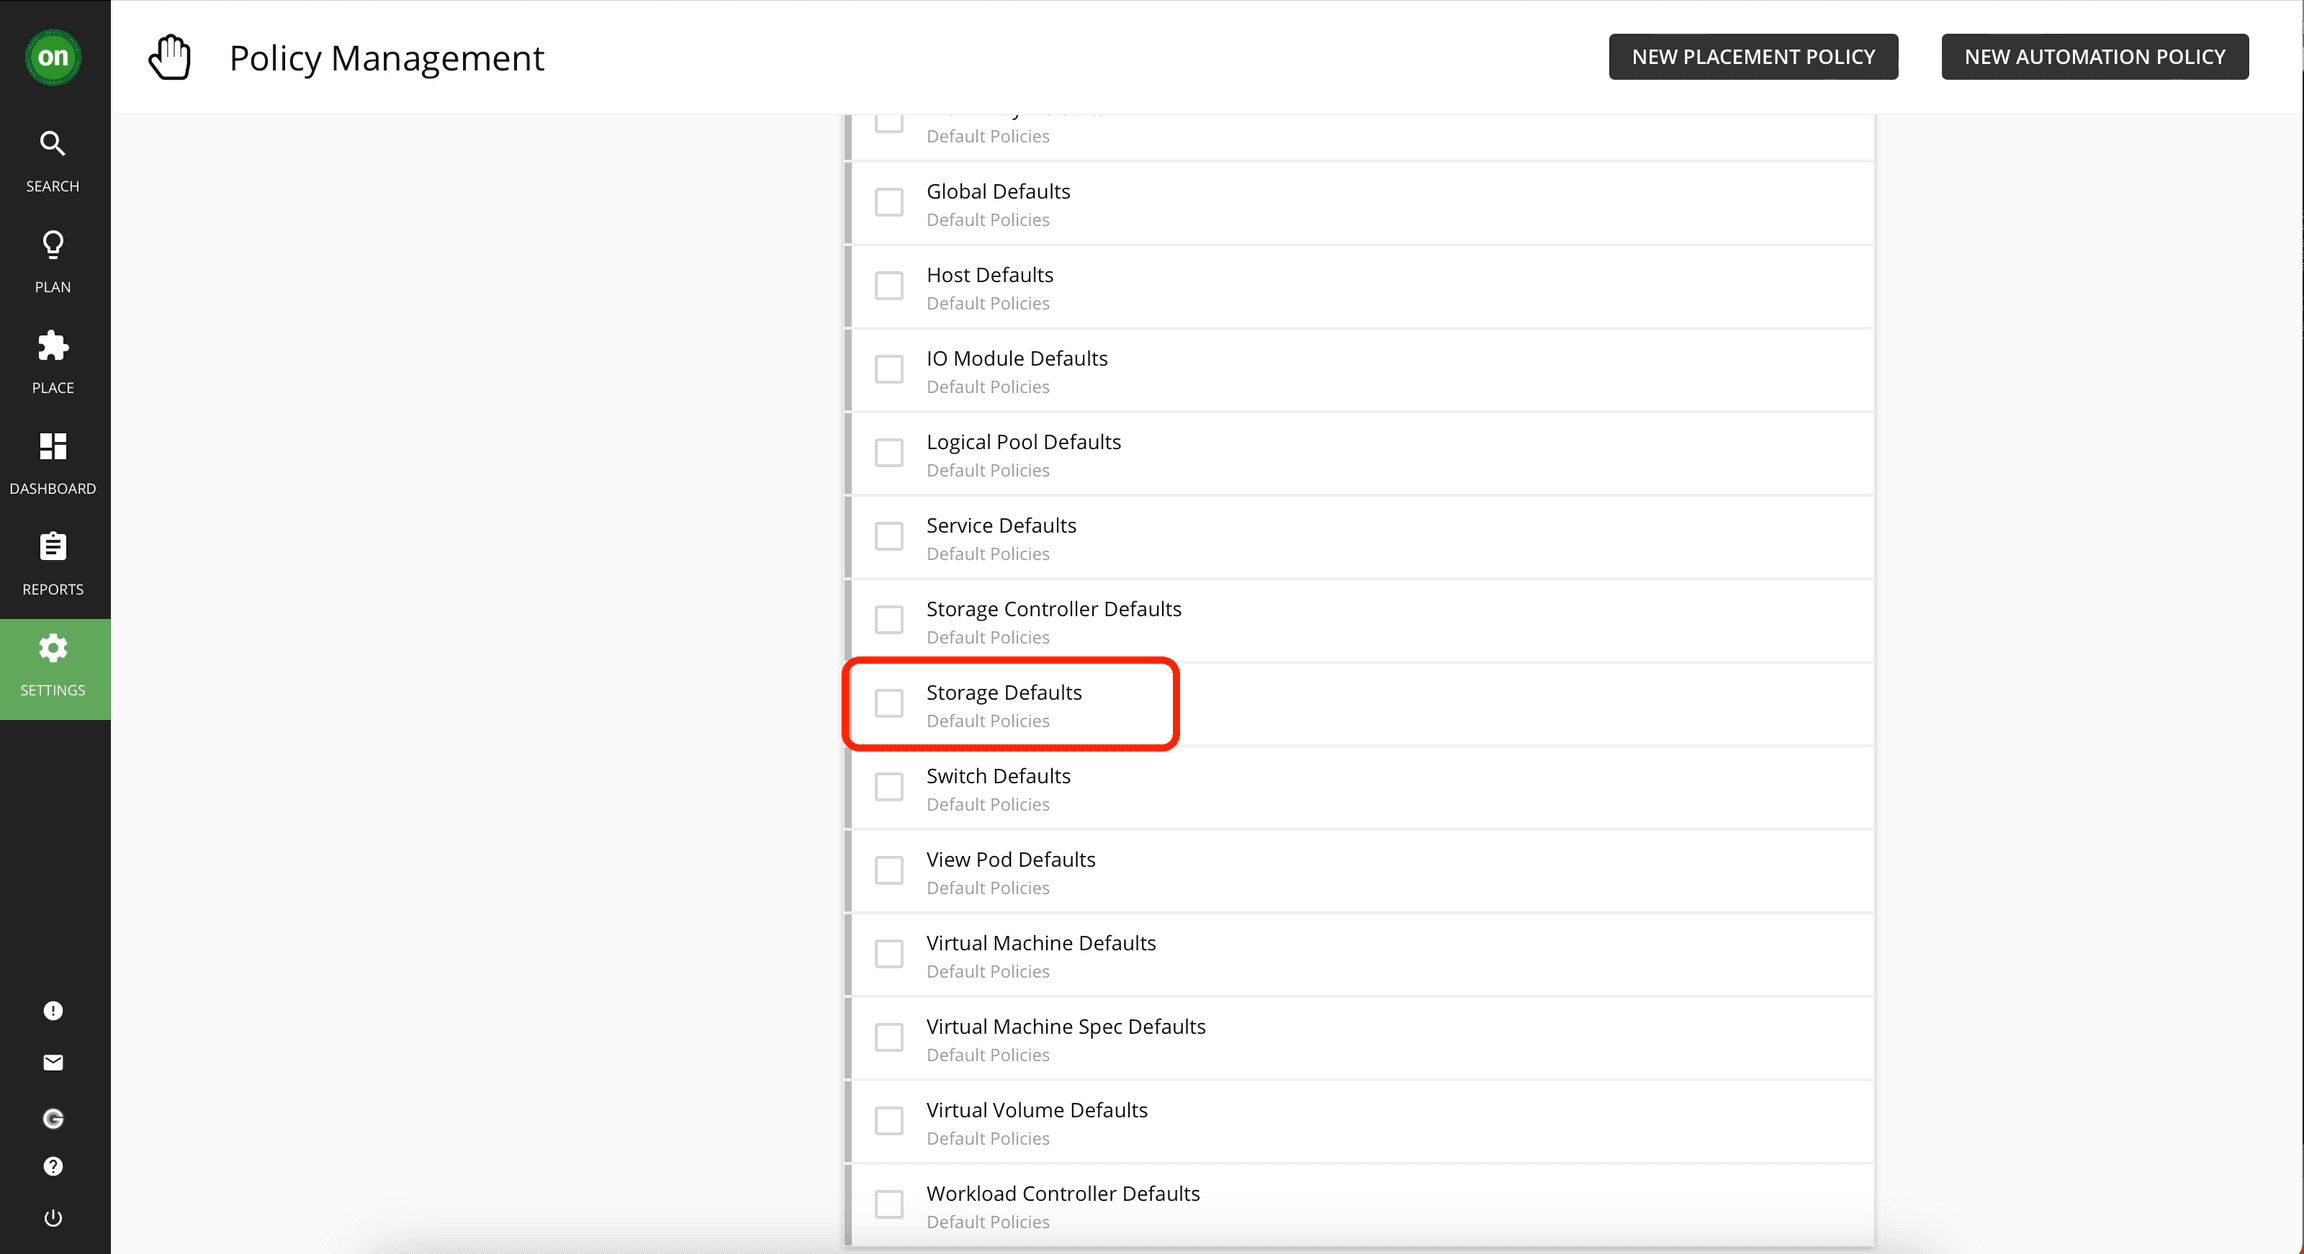 on
Policy Management
NEW PLACEMENT POLICY
NEW AUTOMATION POLICY
SEARCH
PLAN
PLACE
DASHBOARD
REPORTS
SETTINGS
Default Policies
Global Defaults
Default Policies
Host Defaults
Default Policies
IO Module Defaults
Default Policies
Logical Pool Defaults
Default Policies
Service Defaults
Default Policies
Storage Controller Defaults
Default Policies
Storage Defaults
Default Policies
Switch Defaults
Default Policies
View Pod Defaults
Default Policies
Virtual Machine Defaults
Default Policies
Virtual Machine Spec Defaults
Default Policies
Virtual Volume Defaults
Default Policies
Workload Controller Defaults
Default Policies